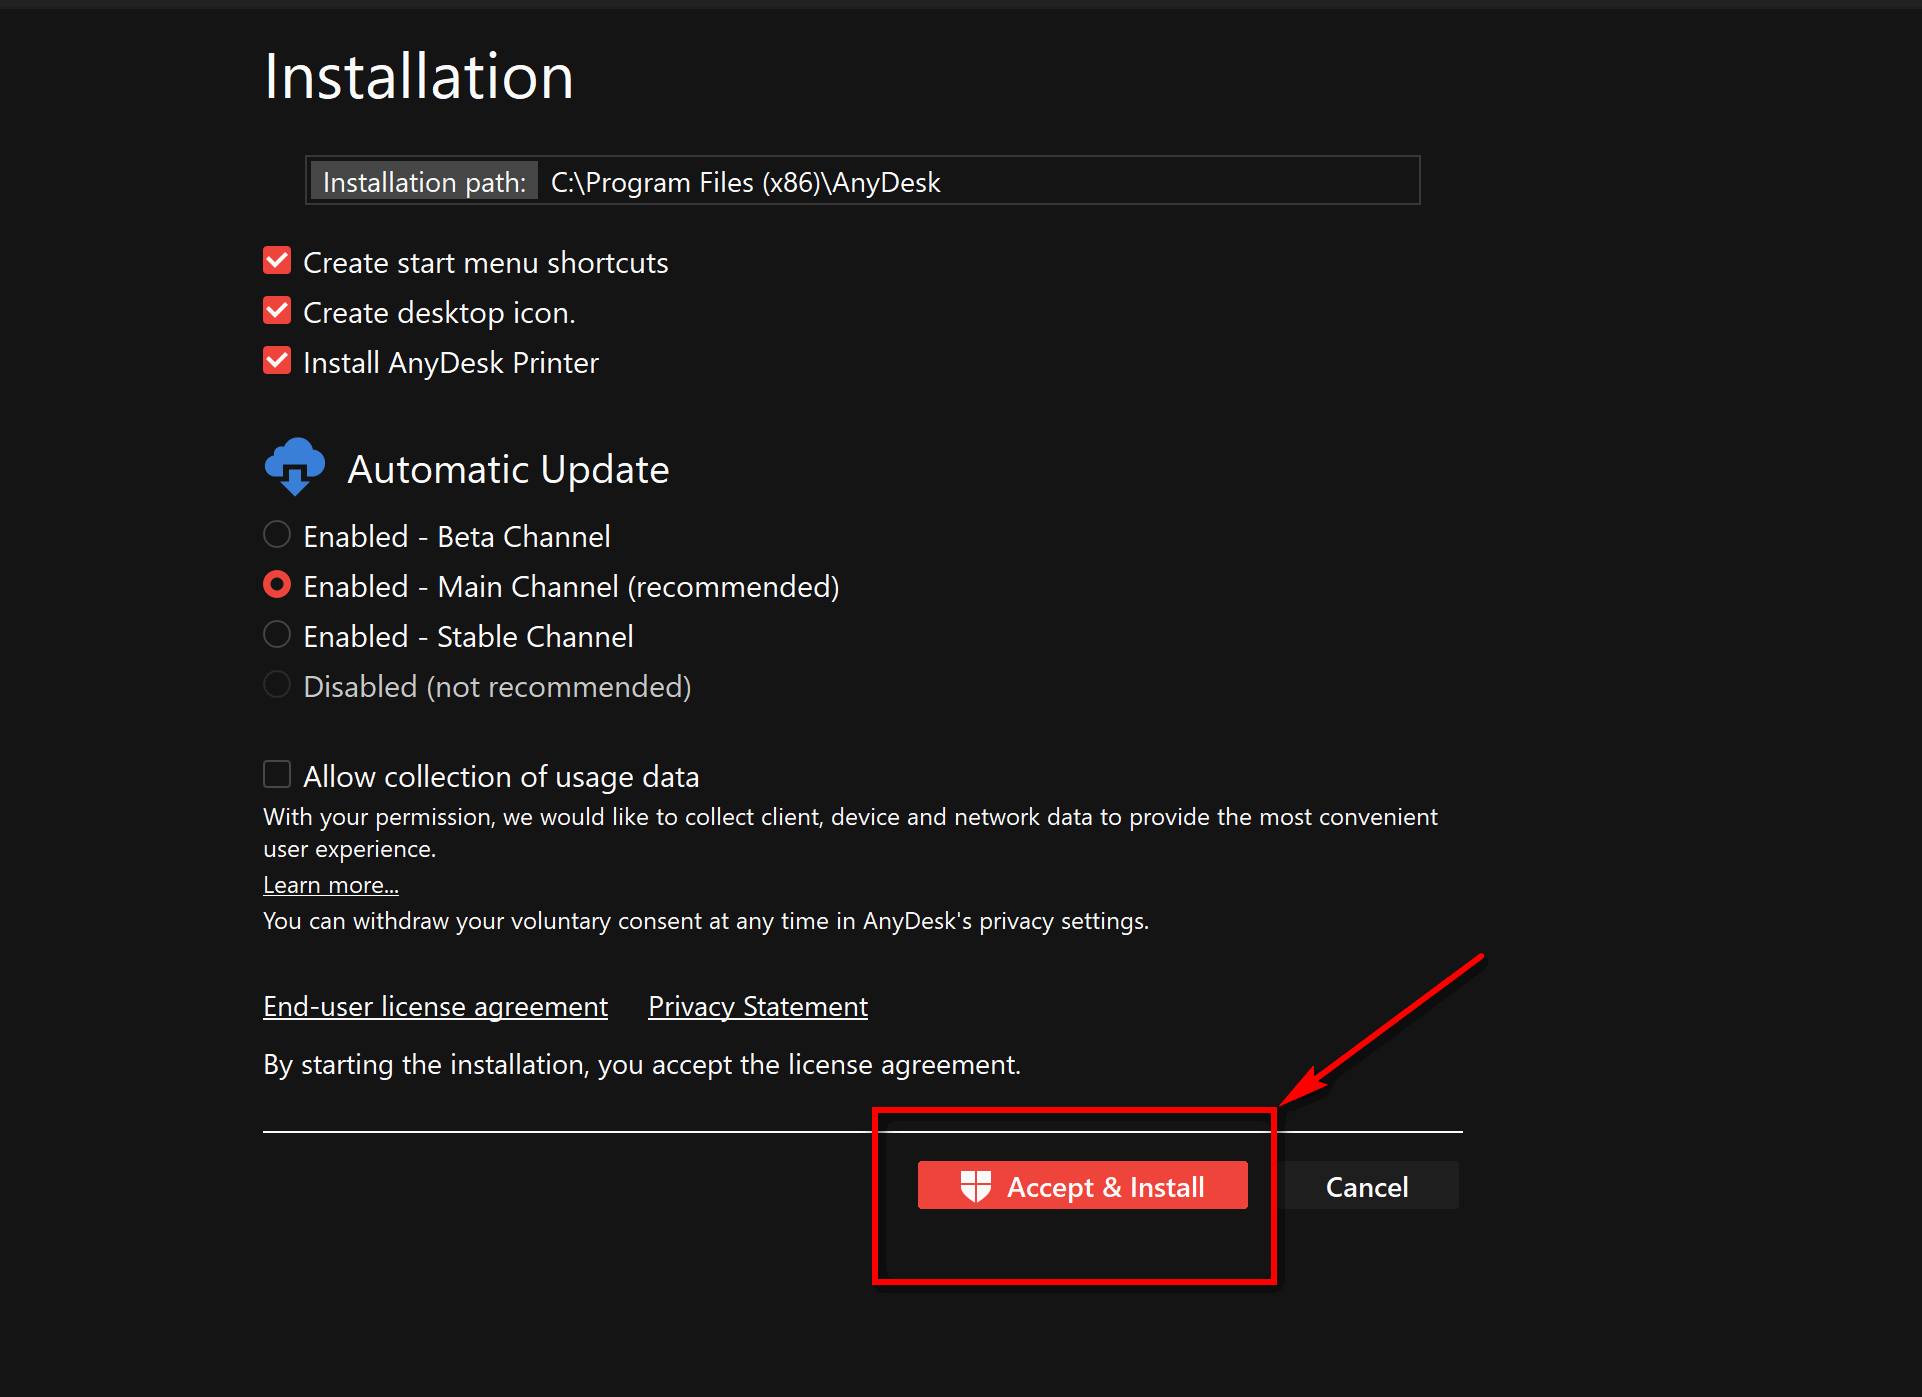 Installation
Installation path: C:\Program Files (x86)\AnyDesk
Create start menu shortcuts
Create desktop icon.
Install AnyDesk Printer
Automatic Update
Enabled - Beta Channel
Enabled - Main Channel (recommended)
Enabled - Stable Channel
Disabled (not recommended)
Allow collection of usage data
With your permission, we would like to collect client, device and network data to provide the most convenient
user experience.
Learn more...
You can withdraw your voluntary consent at any time in AnyDesk's privacy settings.
End-user license agreement Privacy Statement
By starting the installation, you accept the license agreement.
Accept & Install Cancel